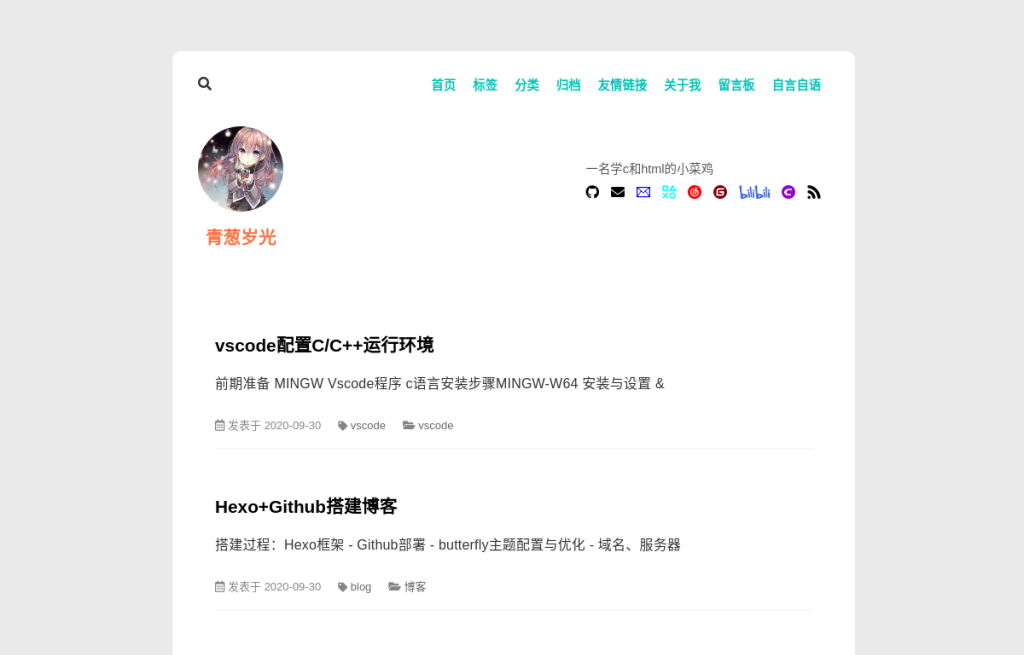 首页 标签 分类 归档 友情链接 关于我 留言板 自言自语
一名学c和html的小菜鸡
bilibili
青葱岁光
vscode配置C/C++运行环境
前期准备 MINGW Vscode程序 c语言安装步骤MINGW-W64 安装与设置 &
发表于 2020-09-30 vscode vscode
Hexo+Github搭建博客
搭建过程：Hexo框架 - Github部署 - butterfly主题配置与优化 - 域名、服务器
发表于 2020-09-30 blog 博客